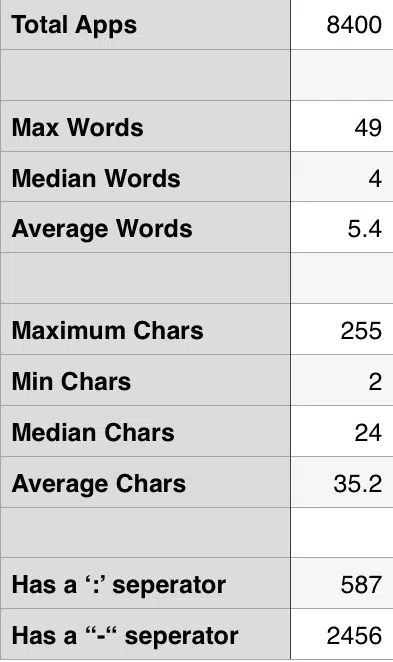 Total Apps 8400
Max Words 49
Median Words 4
Average Words 5.4
Maximum Chars 255
Min Chars 2
Median Chars 24
Average Chars 35.2
Has a ‘:’ seperator 587
Has a “-“ seperator 2456